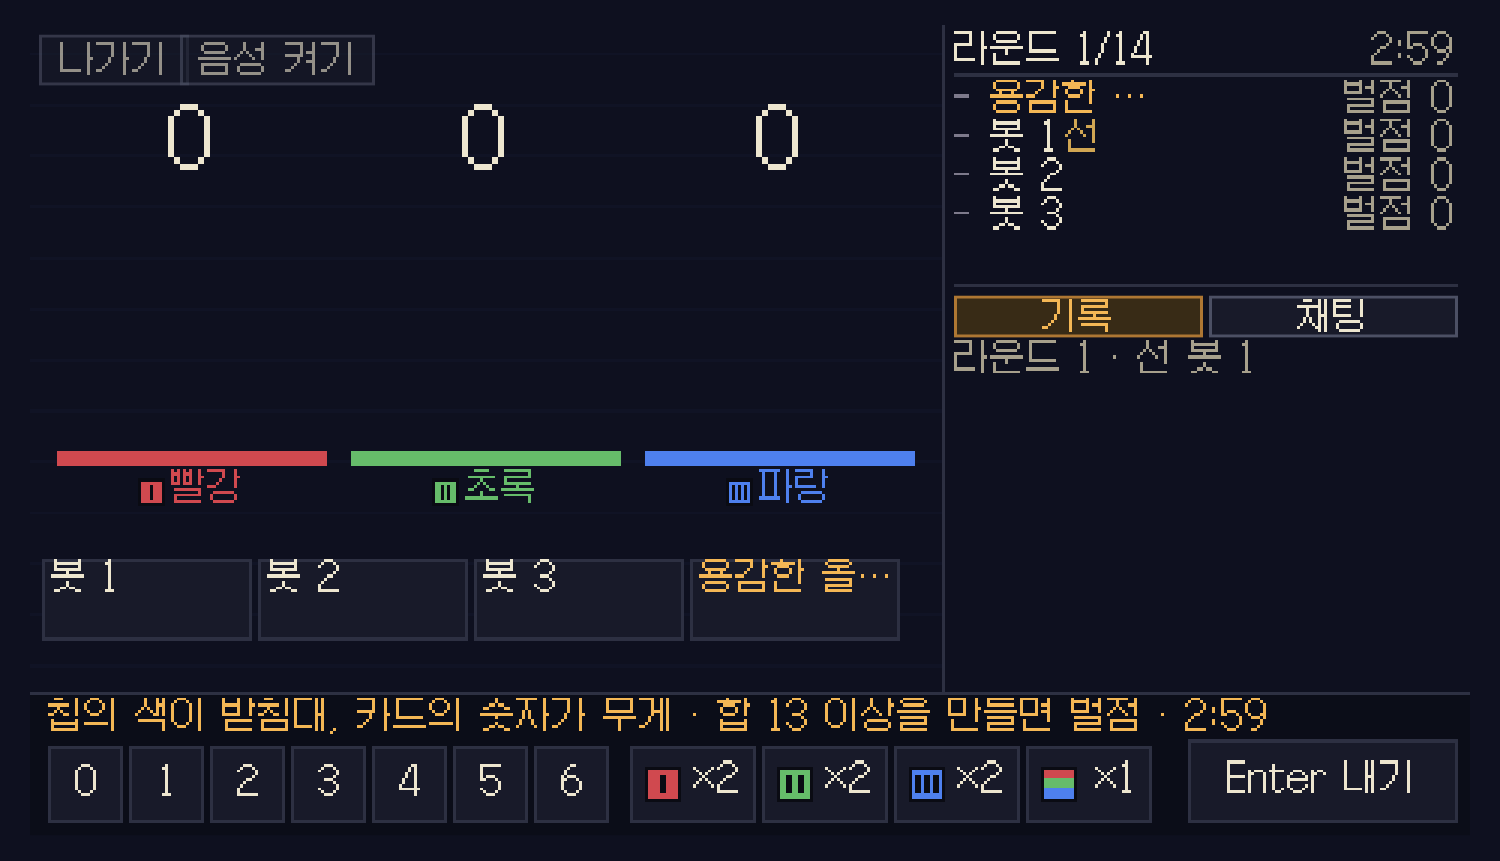 나가기 음성 켜기
0 0 0
빨강 초록 파랑
봇 1 봇 2 봇 3 용감한 올…
라운드 1/14 2:59
- 용감한 … 벌점 0
- 봇 1 선 벌점 0
- 봇 2 벌점 0
- 봇 3 벌점 0
기록 채팅
라운드 1 · 선 봇 1
칩의 색이 받침대, 카드의 숫자가 무게 · 합 13 이상을 만들면 벌점 · 2:59
0 1 2 3 4 5 6 I ×2 II ×2 III ×2 ×1 Enter 내기